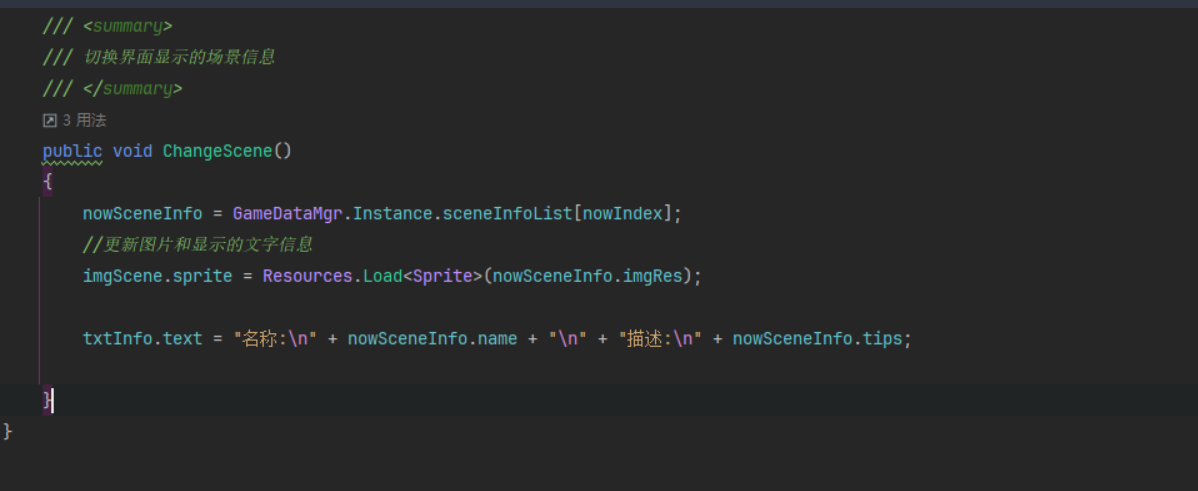 /// <summary>
/// 切换界面显示的场景信息
/// </summary>
3 用法
public void ChangeScene()
{
nowSceneInfo = GameDataMgr.Instance.sceneInfoList[nowIndex];
//更新图片和显示的文字信息
imgScene.sprite = Resources.Load<Sprite>(nowSceneInfo.imgRes);
txtInfo.text = "名称:\n" + nowSceneInfo.name + "\n" + "描述:\n" + nowSceneInfo.tips;
}
}